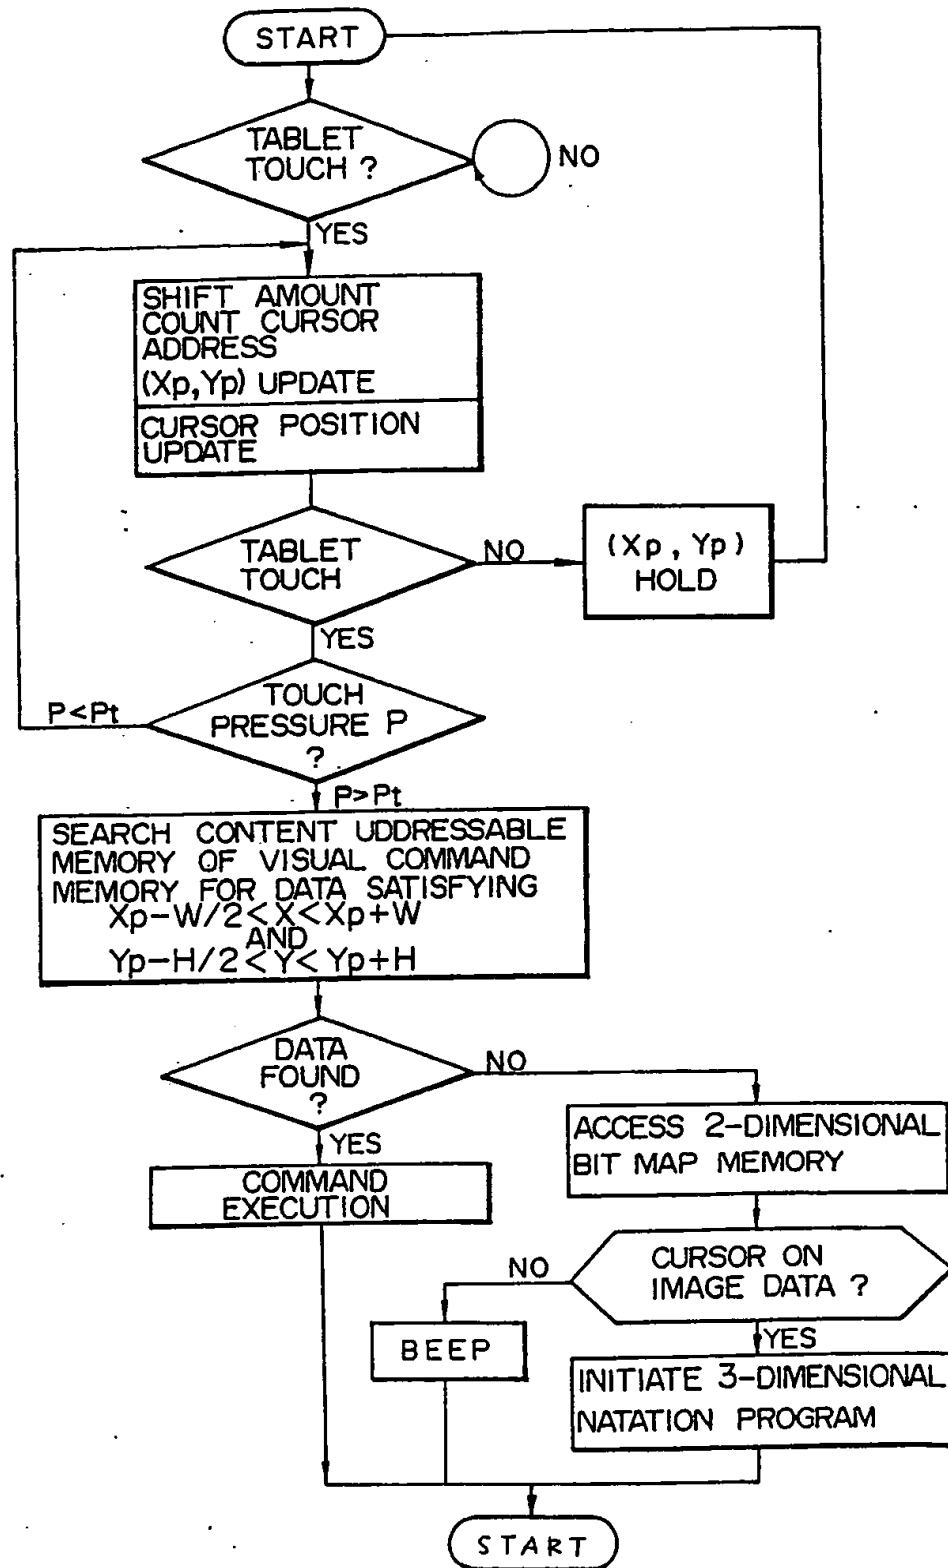 START
TABLET
TOUCH ?
NO
YES
SHIFT AMOUNT
COUNT CURSOR
ADDRESS
(Xp,Yp) UPDATE
CURSOR POSITION
UPDATE
TABLET
TOUCH
NO
(Xp, Yp)
HOLD
YES
TOUCH
PRESSURE P
?
P<Pt
P>Pt
SEARCH CONTENT UDDRESSABLE
MEMORY OF VISUAL COMMAND
MEMORY FOR DATA SATISFYING
Xp-W/2<X<Xp+W
AND
Yp-H/2<Y<Yp+H
DATA
FOUND
?
NO
YES
COMMAND
EXECUTION
ACCESS 2-DIMENSIONAL
BIT MAP MEMORY
CURSOR ON
IMAGE DATA ?
NO
BEEP
YES
INITIATE 3-DIMENSIONAL
NATATION PROGRAM
START